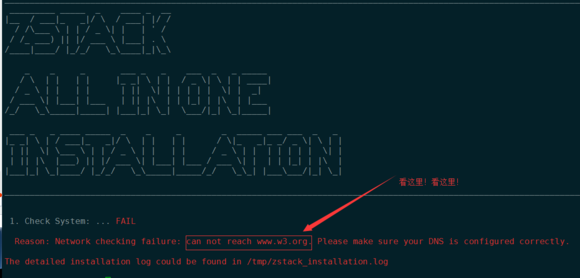 ZSTACK
ALL IN ONE
INSTALLATION
看这里! 看这里!
1. Check System: ... FAIL
Reason: Network checking failure: can not reach www.w3.org. Please make sure your DNS is configured correctly.
The detailed installation log could be found in /tmp/zstack_installation.log